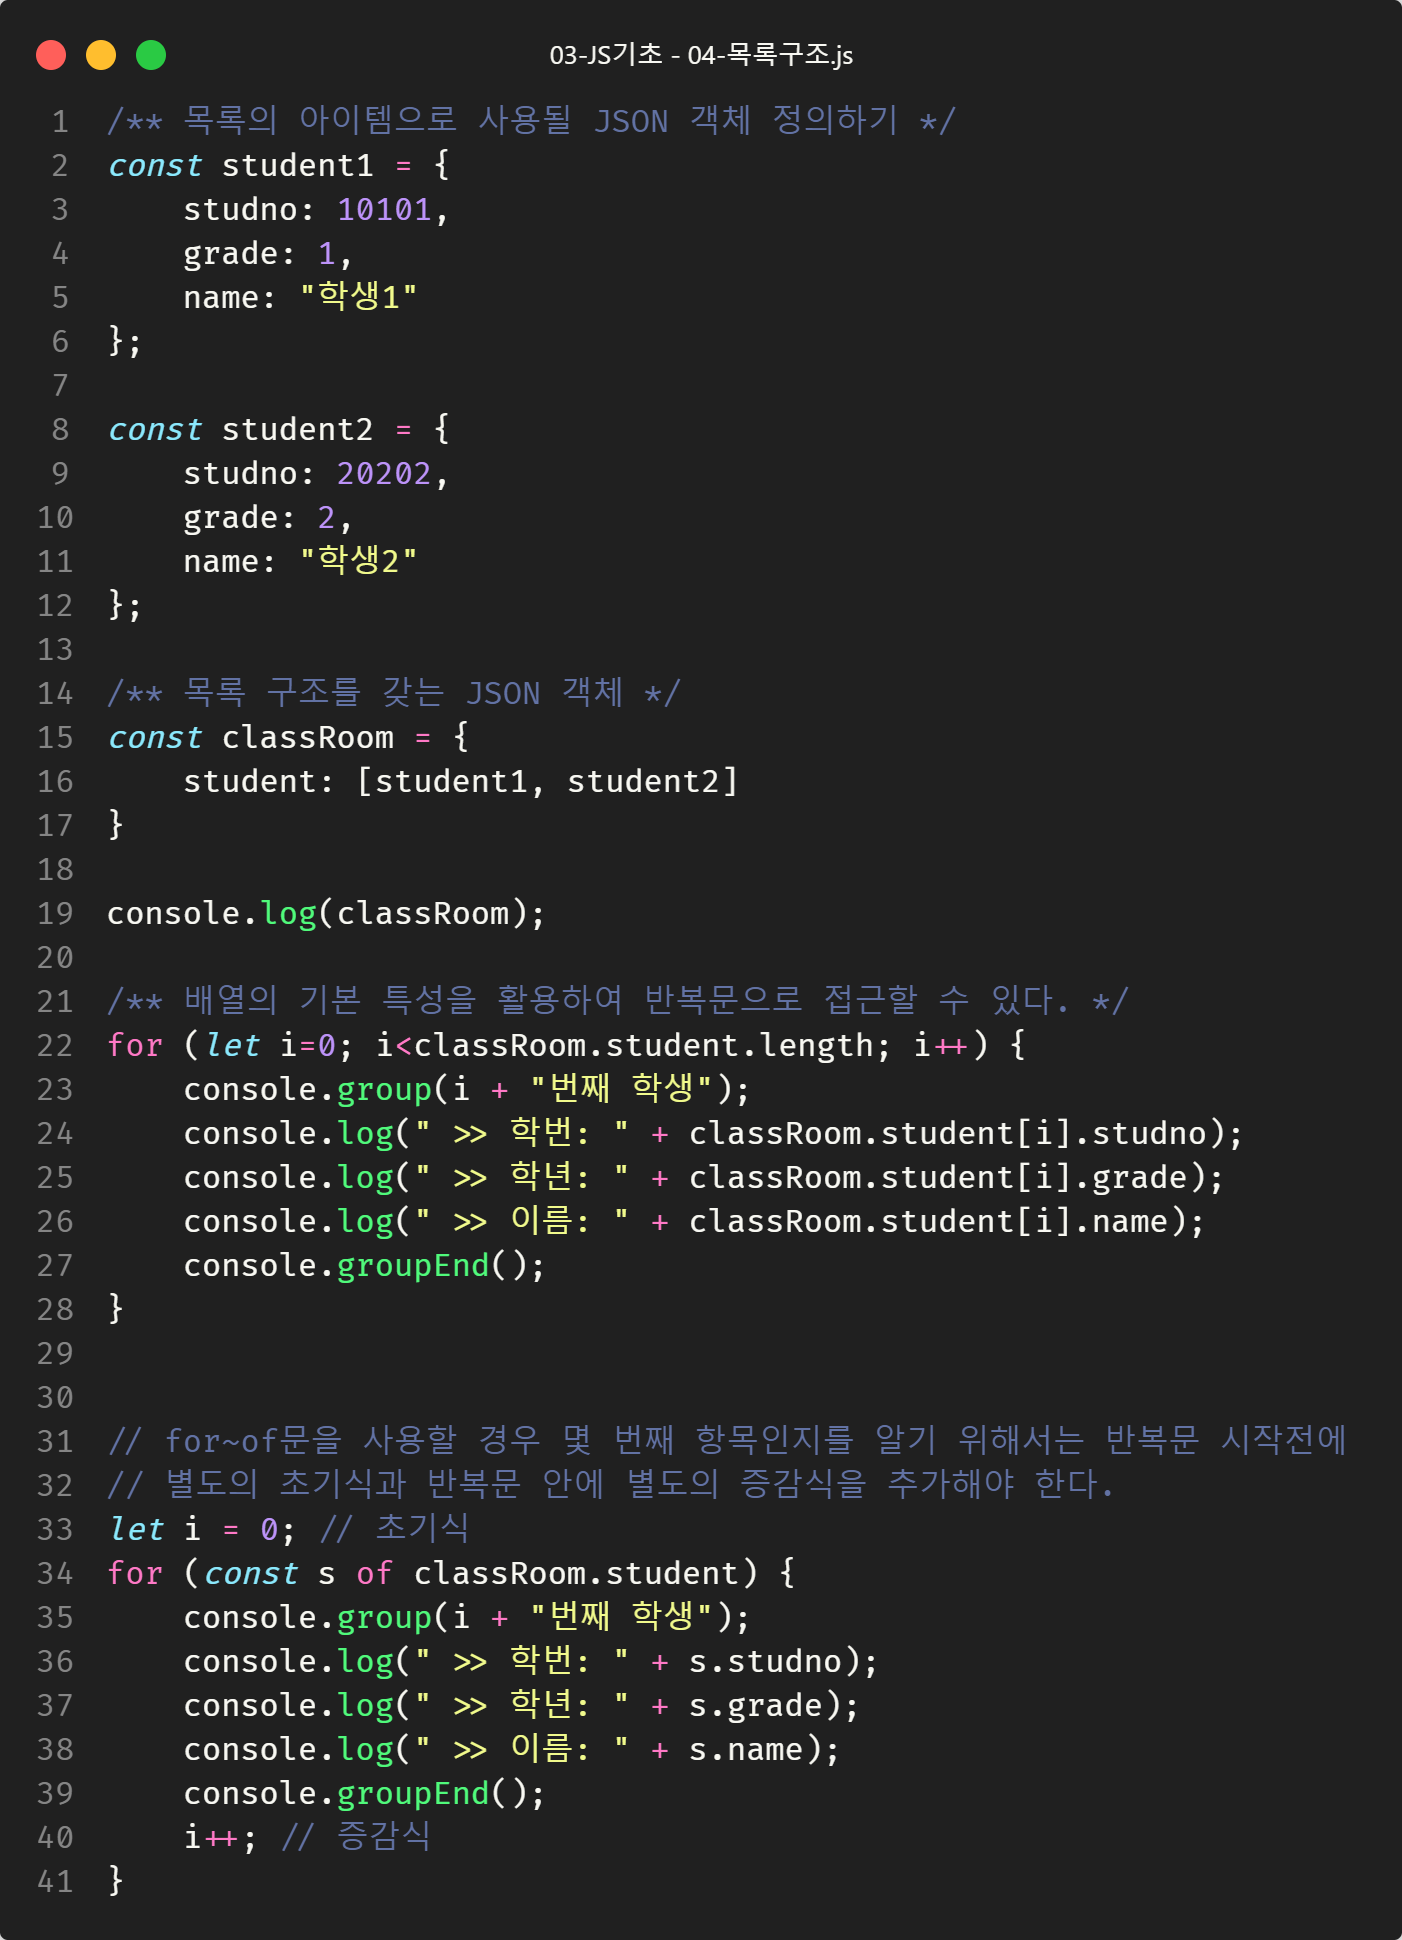 03-JS기초 - 04-목록구조.js
1 /** 목록의 아이템으로 사용될 JSON 객체 정의하기 */
2 const student1 = {
3     studno: 10101,
4     grade: 1,
5     name: "학생1"
6 };
7
8 const student2 = {
9     studno: 20202,
10     grade: 2,
11     name: "학생2"
12 };
13
14 /** 목록 구조를 갖는 JSON 객체 */
15 const classRoom = {
16     student: [student1, student2]
17 }
18
19 console.log(classRoom);
20
21 /** 배열의 기본 특성을 활용하여 반복문으로 접근할 수 있다. */
22 for (let i=0; i<classRoom.student.length; i++) {
23     console.group(i + "번째 학생");
24     console.log(" >> 학번: " + classRoom.student[i].studno);
25     console.log(" >> 학년: " + classRoom.student[i].grade);
26     console.log(" >> 이름: " + classRoom.student[i].name);
27     console.groupEnd();
28 }
29
30
31 // for~of문을 사용할 경우 몇 번째 항목인지를 알기 위해서는 반복문 시작전에
32 // 별도의 초기식과 반복문 안에 별도의 증감식을 추가해야 한다.
33 let i = 0; // 초기식
34 for (const s of classRoom.student) {
35     console.group(i + "번째 학생");
36     console.log(" >> 학번: " + s.studno);
37     console.log(" >> 학년: " + s.grade);
38     console.log(" >> 이름: " + s.name);
39     console.groupEnd();
40     i++; // 증감식
41 }